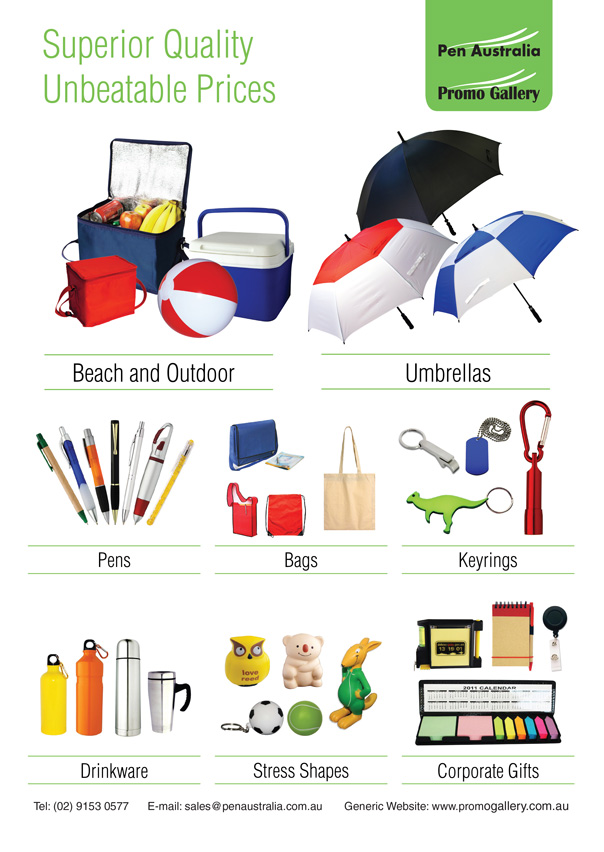 Superior Quality
Unbeatable Prices
Pen Australia
Promo Gallery
Beach and Outdoor
Umbrellas
Pens
Bags
Keyrings
love
read
2011 CALENDAR
Drinkware
Stress Shapes
Corporate Gifts
Tel: (02) 9153 0577 E-mail: sales@penaustralia.com.au Generic Website: www.promogallery.com.au